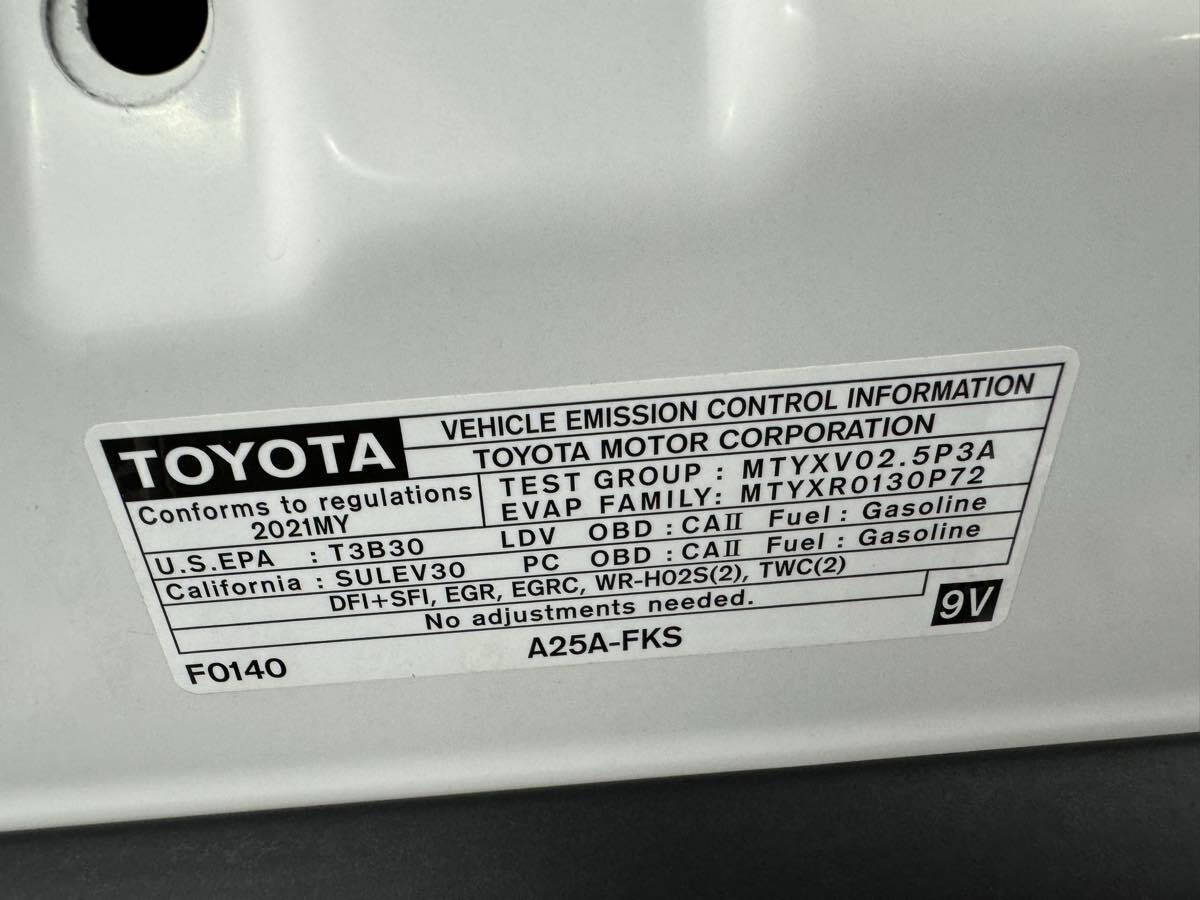 TOYOTA
VEHICLE EMISSION CONTROL INFORMATION
TOYOTA MOTOR CORPORATION
Conforms to regulations
2021MY
TEST GROUP : MTYXV02.5P3A
EVAP FAMILY: MTYXR0130P72
U.S.EPA : T3B30 LDV OBD : CAⅡ Fuel : Gasoline
California : SULEV30 PC OBD : CAⅡ Fuel : Gasoline
DFI+SFI, EGR, EGRC, WR-HO2S(2), TWC(2)
No adjustments needed.
9V
F0140
A25A-FKS